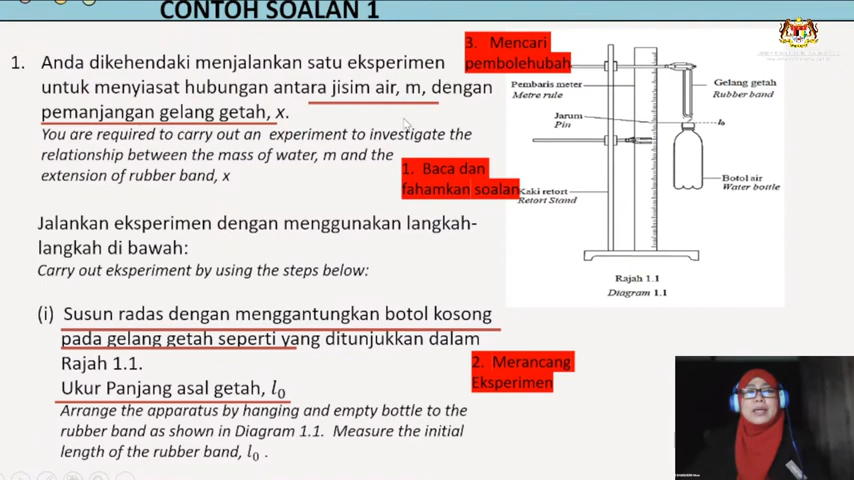 CONTOH SOALAN 1
1. Anda dikehendaki menjalankan satu eksperimen
untuk menyiasat hubungan antara jisim air, m, dengan
pemanjangan gelang getah, x.
You are required to carry out an experiment to investigate the
relationship between the mass of water, m and the
extension of rubber band, x
3. Mencari
pembolehubah
1. Baca dan
fahamkan soalan
Pembaris meter
Metre rule
Jarum
Pin
Kaki retort
Retort Stand
Gelang getah
Rubber band
l₀
Botol air
Water bottle
Rajah 1.1
Diagram 1.1
Jalankan eksperimen dengan menggunakan langkah-
langkah di bawah:
Carry out eksperiment by using the steps below:
(i) Susun radas dengan menggantungkan botol kosong
pada gelang getah seperti yang ditunjukkan dalam
Rajah 1.1.
Ukur Panjang asal getah, l₀
Arrange the apparatus by hanging and empty bottle to the
rubber band as shown in Diagram 1.1. Measure the initial
length of the rubber band, l₀ .
2. Merancang
Eksperimen